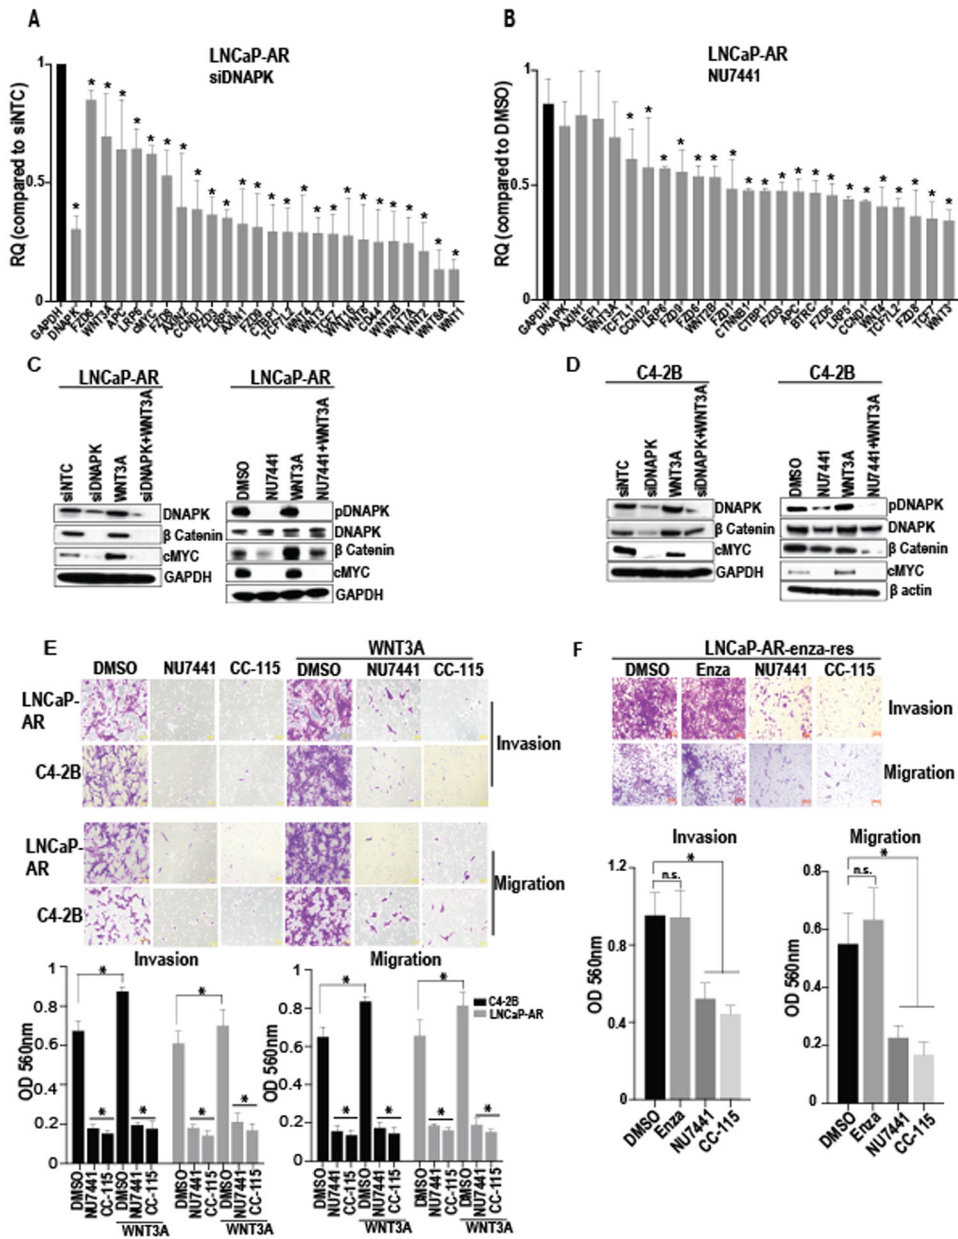 A
LNCaP-AR
siDNAPK
RQ (compared to siNTC)
1
0.5
0
GAPDH
DNAPK
FZD6
WNT3A
APC
LRP6
cMYC
FZD8
AXIN2
CCND1
FZD3
LRP5
AXIN1
FZD9
CTBP1
TCF7L2
WNT4
WNT3
TCF7
WNT16
WNT6
CD44
WNT2B
WNT7A
WNT2
WNT8A
WNT1
B
LNCaP-AR
NU7441
RQ (compared to DMSO)
1
0.5
0
GAPDH
DNAPK
AXIN1
LEF1
WNT3A
TCF7L1
CCND2
LRP6
FZD9
FZD6
WNT2B
FZD1
CTNNB1
CTBP1
FZD3
APC
BTRC
FZD5
LRP5
CCND1
WNT4
TCF7L2
FZD8
TCF7
WNT3
C
LNCaP-AR
siNTC
siDNAPK
WNT3A
siDNAPK+WNT3A
DNAPK
β Catenin
cMYC
GAPDH
LNCaP-AR
DMSO
NU7441
WNT3A
NU7441+WNT3A
pDNAPK
DNAPK
β Catenin
cMYC
GAPDH
D
C4-2B
siNTC
siDNAPK
WNT3A
siDNAPK+WNT3A
DNAPK
β Catenin
cMYC
GAPDH
C4-2B
DMSO
NU7441
WNT3A
NU7441+WNT3A
pDNAPK
DNAPK
β Catenin
cMYC
β actin
E
WNT3A
DMSO NU7441 CC-115 DMSO NU7441 CC-115
LNCaP-
AR
C4-2B
Invasion
LNCaP-
AR
C4-2B
Migration
Invasion
OD 560nm
1
0.8
0.6
0.4
0.2
0
DMSO
NU7441
CC-115
DMSO
NU7441
CC-115
WNT3A
DMSO
NU7441
CC-115
DMSO
NU7441
CC-115
WNT3A
Migration
C4-2B
LNCaP-AR
OD 560nm
1
0.8
0.6
0.4
0.2
0
DMSO
NU7441
CC-115
DMSO
NU7441
CC-115
WNT3A
DMSO
NU7441
CC-115
DMSO
NU7441
CC-115
WNT3A
F
LNCaP-AR-enza-res
DMSO Enza NU7441 CC-115
Invasion
Migration
Invasion
OD 560nm
1.2
0.8
0.4
0
n.s.
DMSO
Enza
NU7441
CC-115
Migration
OD 560nm
0.8
0.6
0.4
0.2
0.0
n.s.
DMSO
Enza
NU7441
CC-115